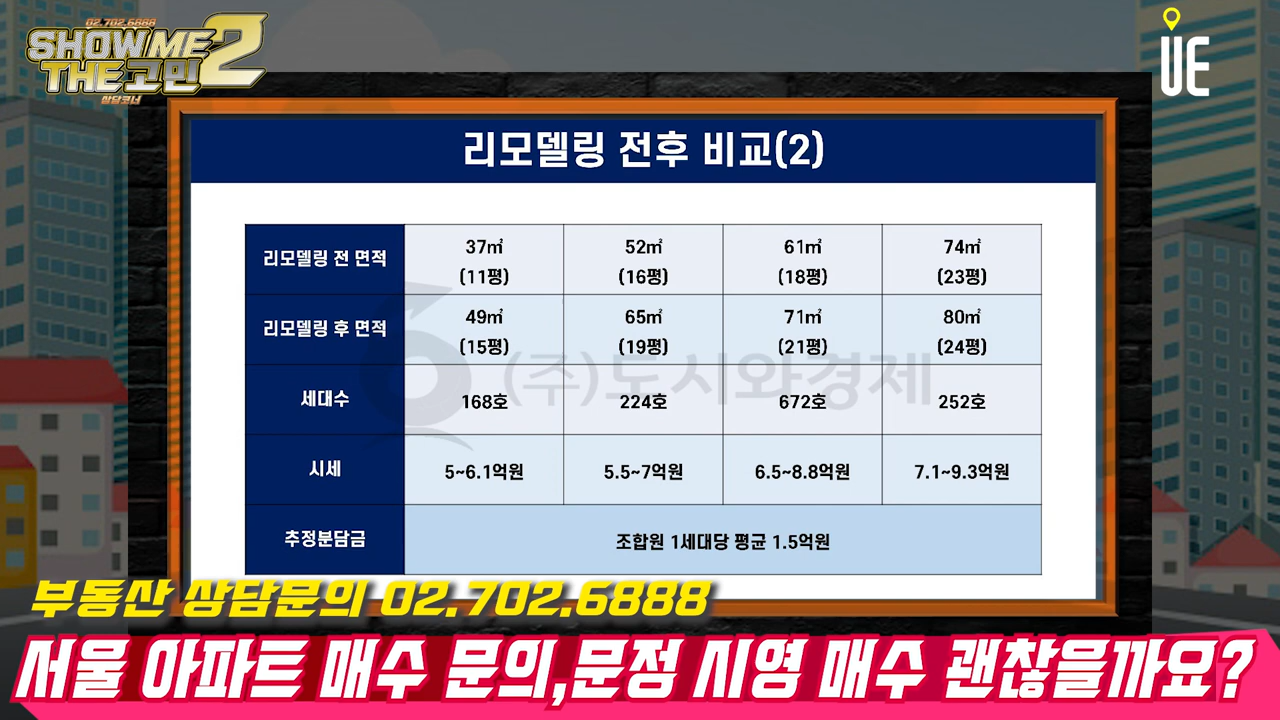 02.702.6888
SHOW ME 2
THE 고민
상담코너
UE
리모델링 전후 비교(2)
리모델링 전 면적 37㎡ (11평) 52㎡ (16평) 61㎡ (18평) 74㎡ (23평)
리모델링 후 면적 49㎡ (15평) 65㎡ (19평) 71㎡ (21평) 80㎡ (24평)
(주)도시와경제
세대수 168호 224호 672호 252호
시세 5~6.1억원 5.5~7억원 6.5~8.8억원 7.1~9.3억원
추정분담금 조합원 1세대당 평균 1.5억원
부동산 상담문의 02.702.6888
서울 아파트 매수 문의,문정 시영 매수 괜찮을까요?